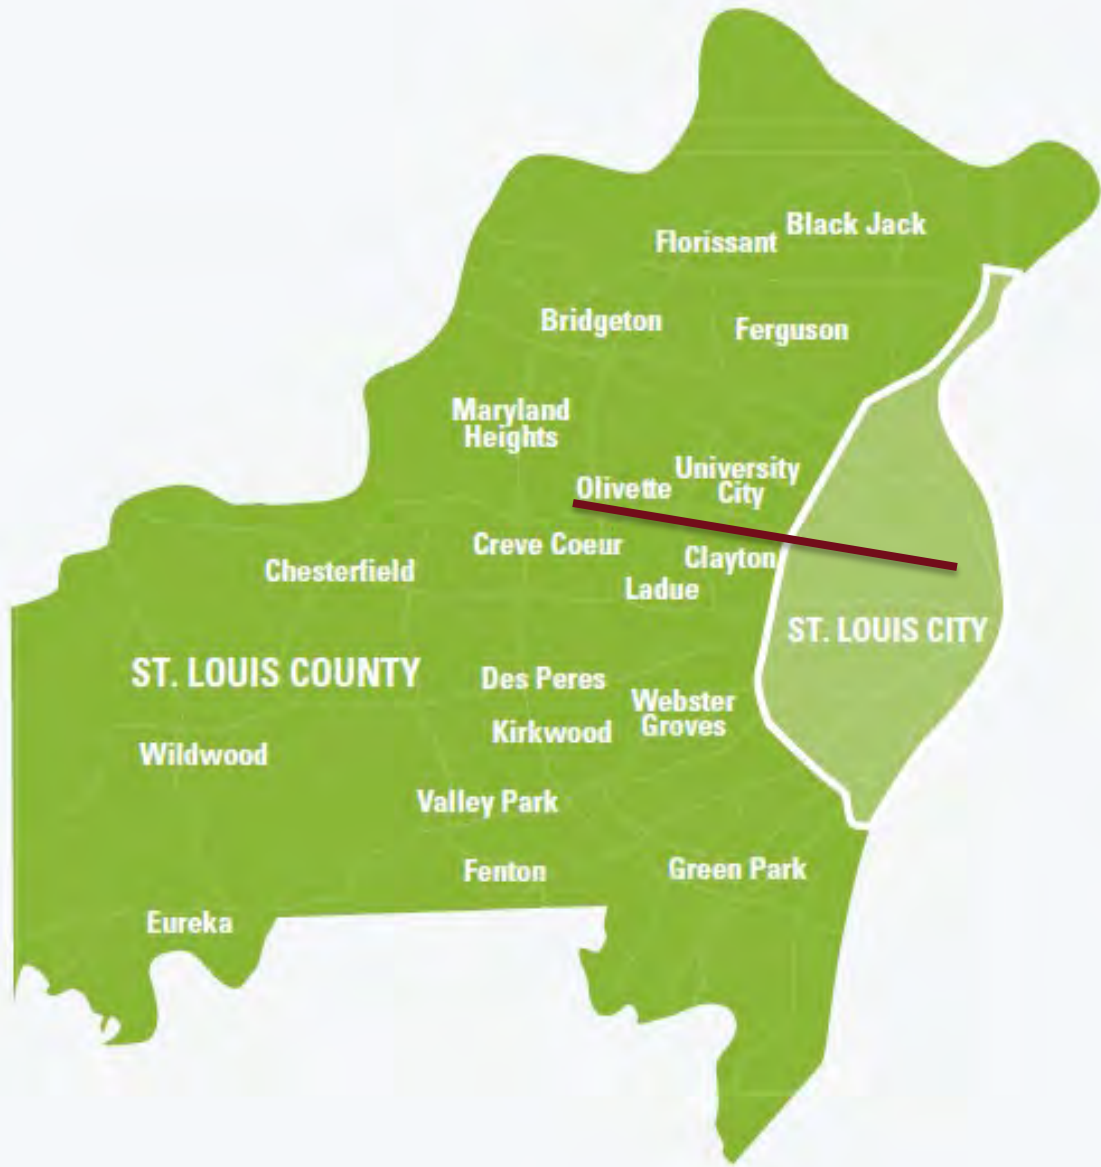 Black Jack
Florissant
Bridgeton
Ferguson
Maryland
Heights
University
City
Olivette
Creve Coeur
Clayton
Chesterfield
Ladue
ST. LOUIS CITY
ST. LOUIS COUNTY
Des Peres
Webster
Groves
Kirkwood
Wildwood
Valley Park
Fenton
Green Park
Eureka